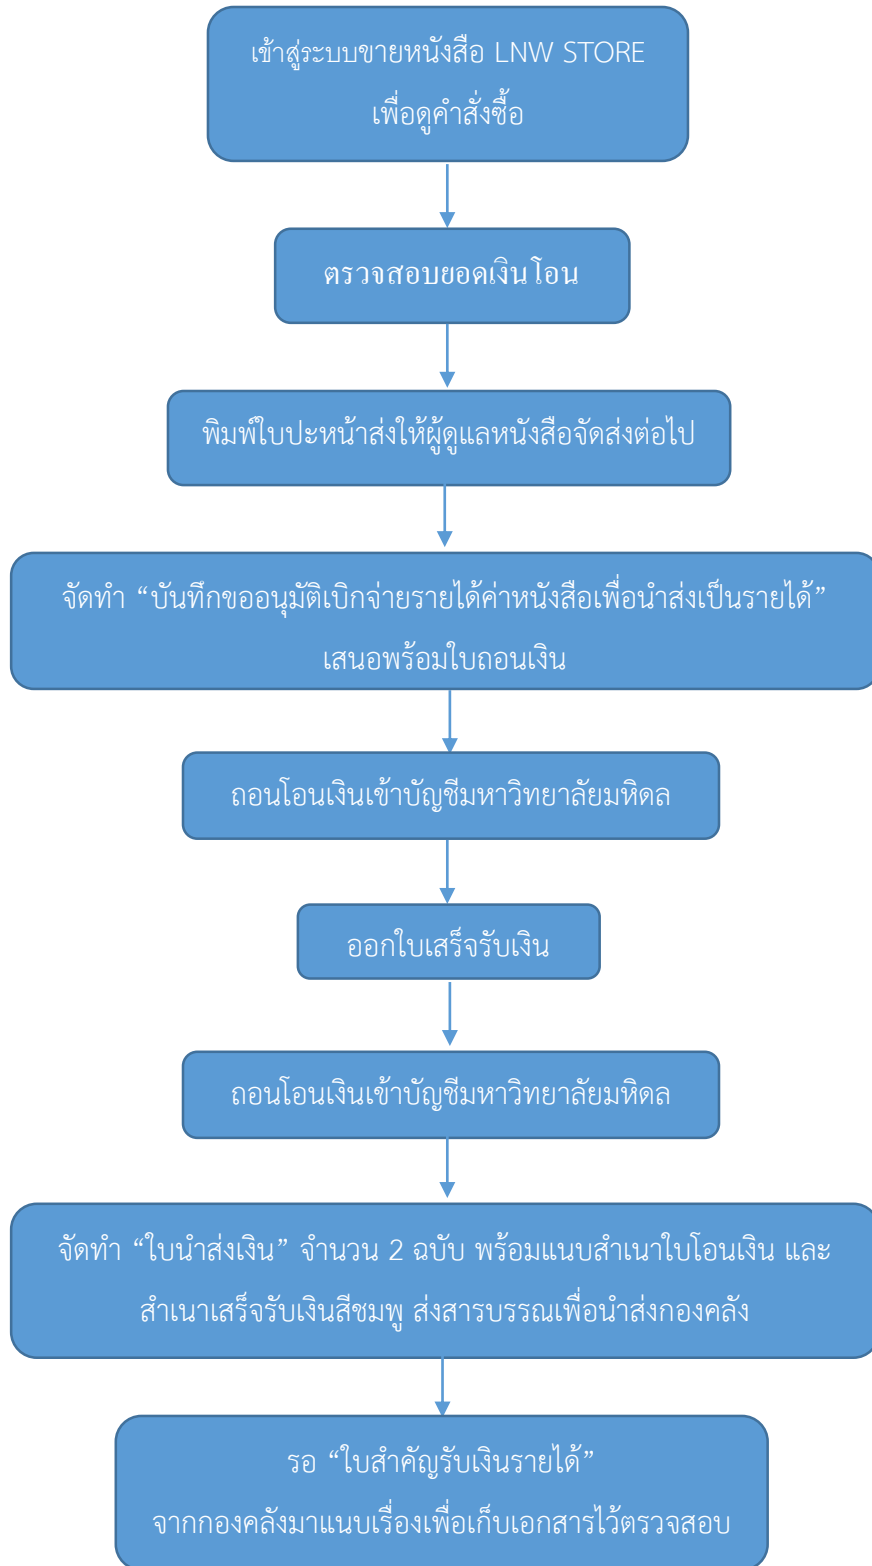 เข้าสู่ระบบขายหนังสือ LNW STORE
เพื่อดูคำสั่งซื้อ
ตรวจสอบยอดเงินโอน
พิมพ์ใบปะหน้าส่งให้ผู้ดูแลหนังสือจัดส่งต่อไป
จัดทำ “บันทึกขออนุมัติเบิกจ่ายรายได้ค่าหนังสือเพื่อนำส่งเป็นรายได้”
เสนอพร้อมใบถอนเงิน
ถอนโอนเงินเข้าบัญชีมหาวิทยาลัยมหิดล
ออกใบเสร็จรับเงิน
ถอนโอนเงินเข้าบัญชีมหาวิทยาลัยมหิดล
จัดทำ “ใบนำส่งเงิน” จำนวน 2 ฉบับ พร้อมแนบสำเนาใบโอนเงิน และ
สำเนาเสร็จรับเงินสีชมพู ส่งสารบรรณเพื่อนำส่งกองคลัง
รอ “ใบสำคัญรับเงินรายได้”
จากกองคลังมาแนบเรื่องเพื่อเก็บเอกสารไว้ตรวจสอบ